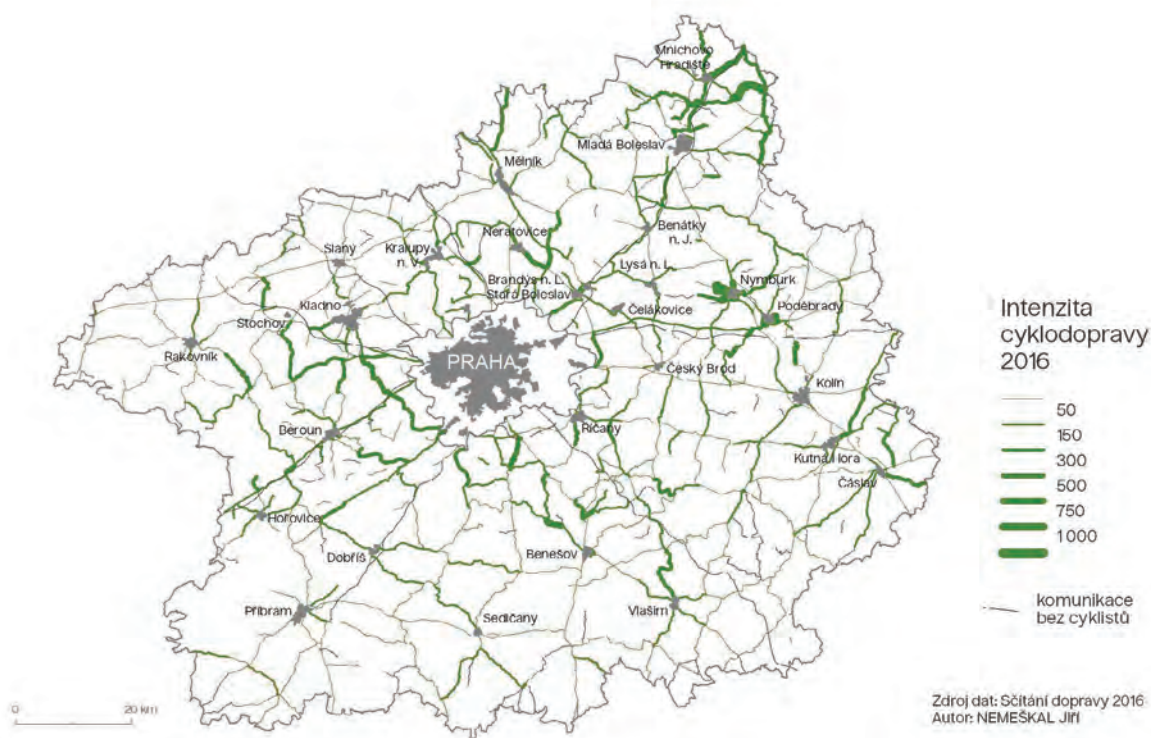 Mnichovo
Hradiště
Mladá Boleslav
Mělník
Benátky
n. J.
Neratovice
Slaný
Kralupy
n. V.
Lysá n. L.
Brandýs n. L.
Stará Boleslav
Nymburk
Kladno
Čelákovice
Poděbrady
Stochov
Rakovník
PRAHA
Český Brod
Kolín
Beroun
Říčany
Kutná Hora
Čáslav
Hořovice
Dobříš
Benešov
Příbram
Sedlčany
Vlašim
Intenzita
cyklodopravy
2016
50
150
300
500
750
1 000
komunikace
bez cyklistů
0 20 km
Zdroj dat: Sčítání dopravy 2016
Autor: NEMEŠKAL Jiří